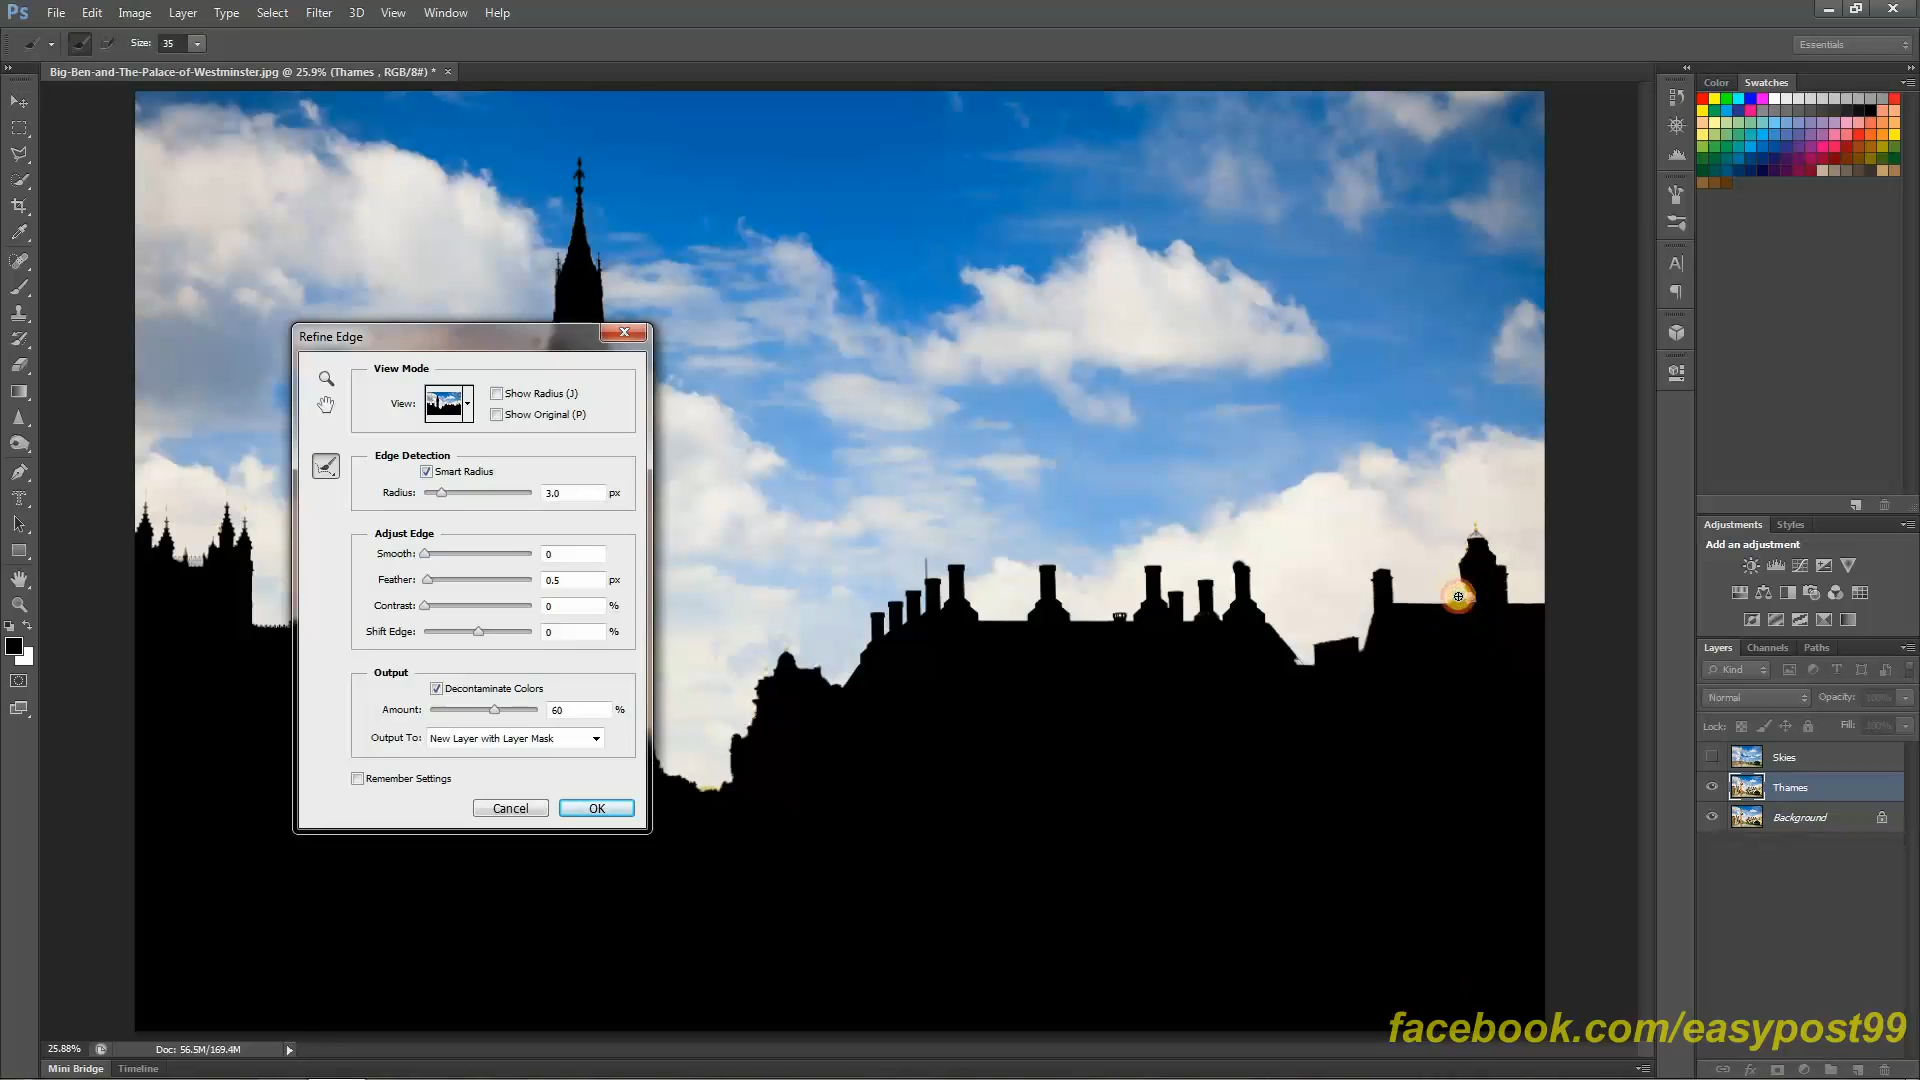 Ps File Edit Image Layer Type Select Filter 3D View Window Help
Size: 35
Essentials
Big-Ben-and-The-Palace-of-Westminster.jpg @ 25.9% (Thames , RGB/8#) *
Color Swatches
Refine Edge
View Mode
View:
Show Radius (J)
Show Original (P)
Edge Detection
Smart Radius
Radius: 3.0 px
Adjust Edge
Smooth: 0
Feather: 0.5 px
Contrast: 0 %
Shift Edge: 0 %
Output
Decontaminate Colors
Amount: 60 %
Output To: New Layer with Layer Mask
Remember Settings
Cancel OK
Adjustments Styles
Add an adjustment
Layers Channels Paths
Kind
Normal Opacity: 100%
Lock: Fill: 100%
Skies
Thames
Background
facebook.com/easypost99
25.88% Doc: 56.5M/169.4M
Mini Bridge Timeline